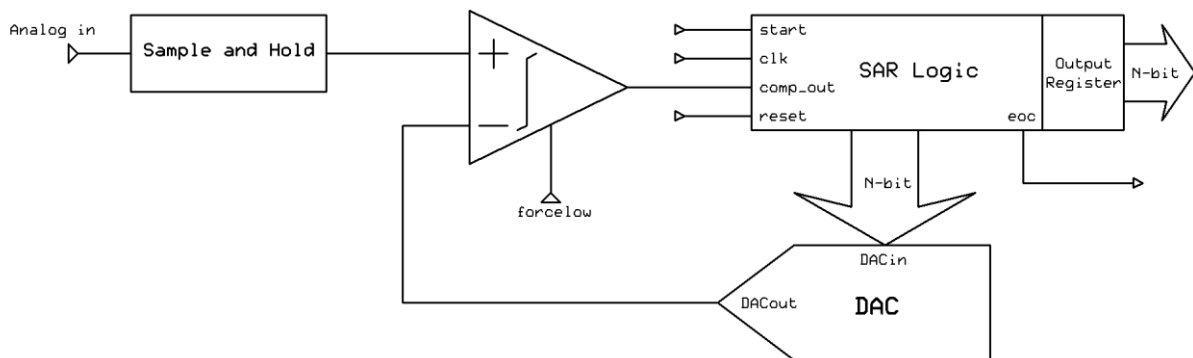 Analog in
Sample and Hold
+
−
forcelow
start
clk
comp_out
reset
SAR Logic
eoc
Output
Register
N-bit
N-bit
DACin
DACout
DAC